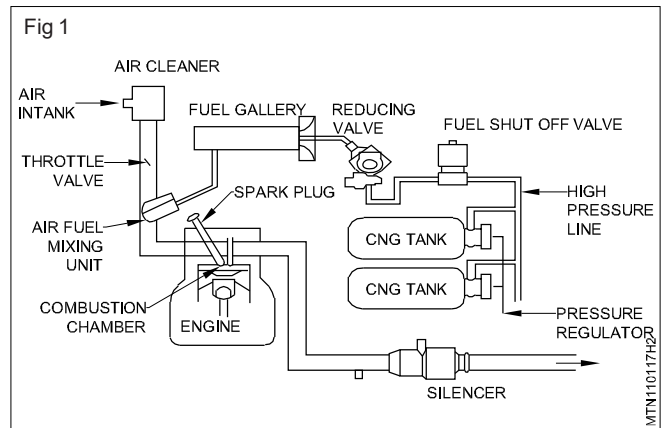 Fig 1
AIR CLEANER
AIR
INTANK
FUEL GALLERY
REDUCING
VALVE
FUEL SHUT OFF VALVE
THROTTLE
VALVE
SPARK PLUG
HIGH
PRESSURE
LINE
AIR FUEL
MIXING
UNIT
CNG TANK
CNG TANK
COMBUSTION
CHAMBER
ENGINE
PRESSURE
REGULATOR
SILENCER
MTN110117H2